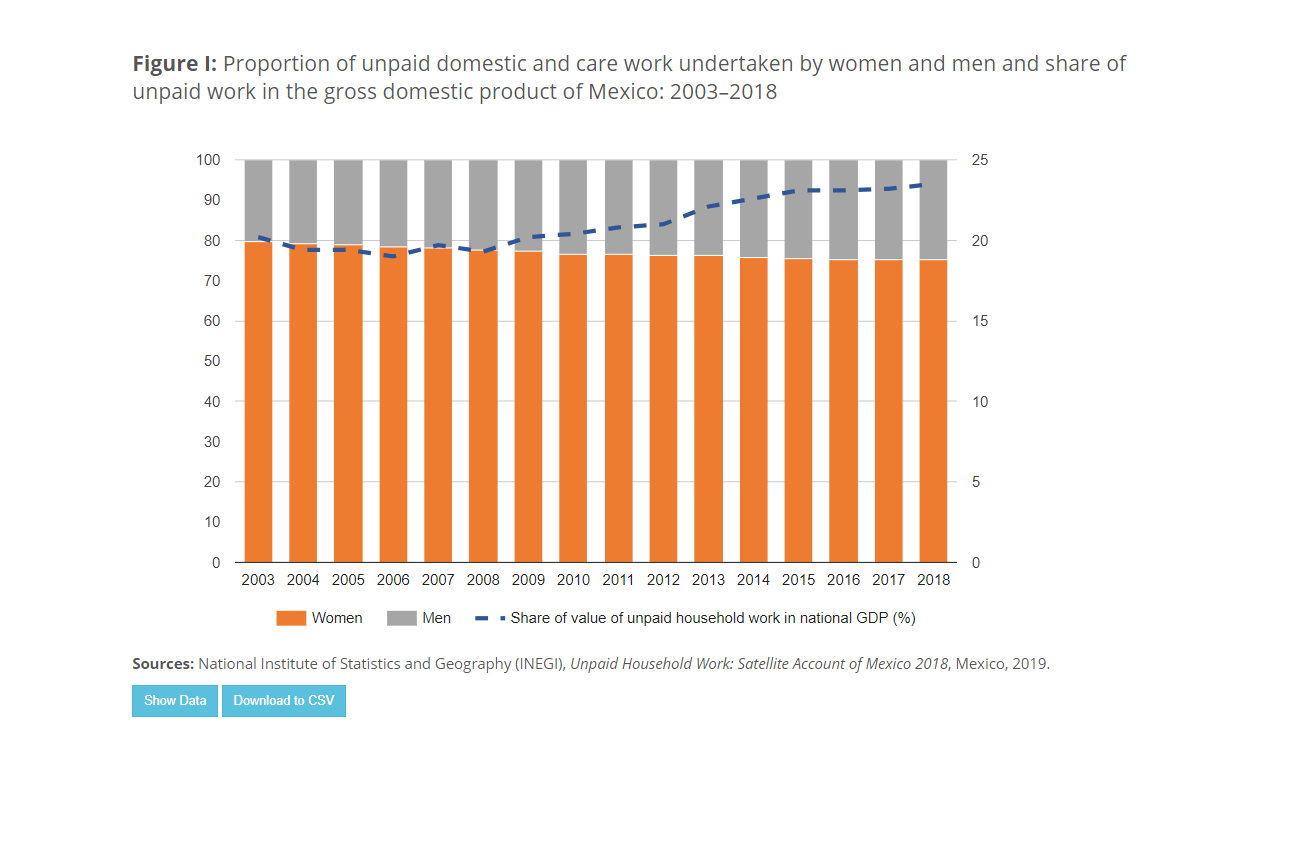 Figure I: Proportion of unpaid domestic and care work undertaken by women and men and share of
unpaid work in the gross domestic product of Mexico: 2003–2018
100 25
90
80 20
70
60 15
50
40 10
30
20 5
10
0 0
2003 2004 2005 2006 2007 2008 2009 2010 2011 2012 2013 2014 2015 2016 2017 2018
Women Men Share of value of unpaid household work in national GDP (%)
Sources: National Institute of Statistics and Geography (INEGI), Unpaid Household Work: Satellite Account of Mexico 2018, Mexico, 2019.
Show Data Download to CSV